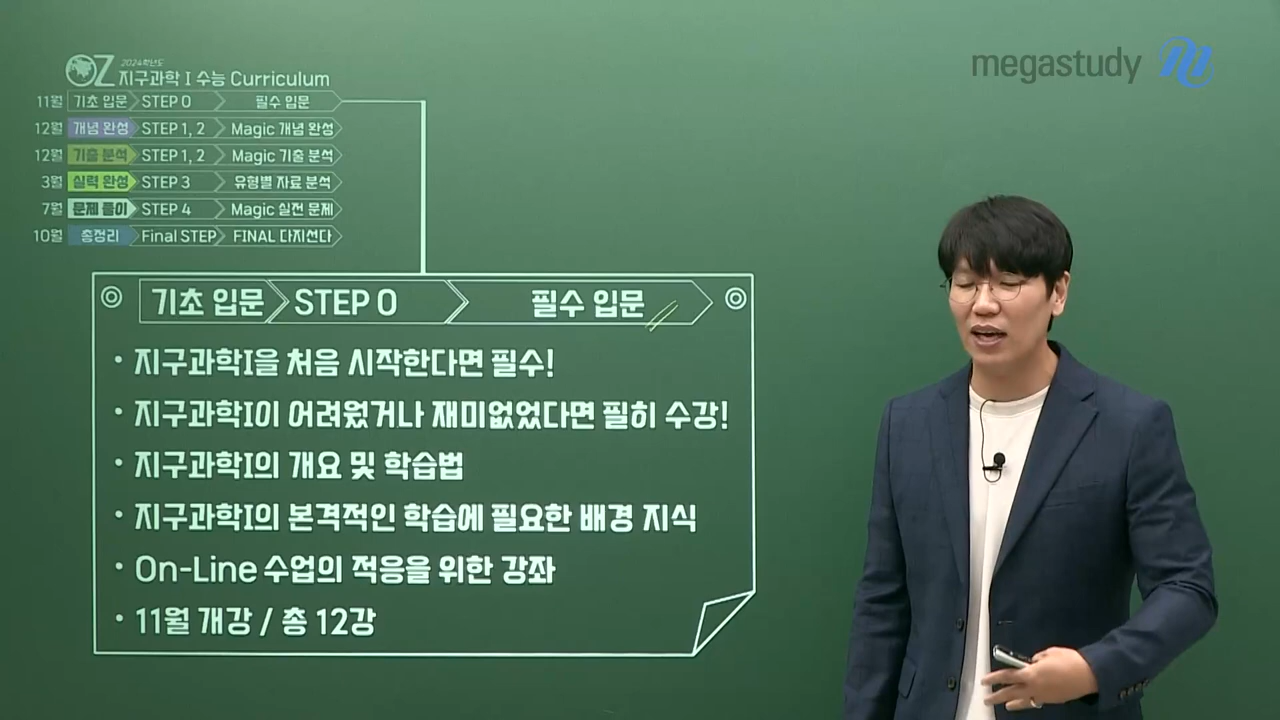 OZ 2024학년도 지구과학 I 수능 Curriculum
megastudy
11월 기초 입문 STEP 0 필수 입문
12월 개념 완성 STEP 1, 2 Magic 개념 완성
12월 기출 분석 STEP 1, 2 Magic 기출 분석
3월 실력 완성 STEP 3 유형별 자료 분석
7월 문제 풀이 STEP 4 Magic 실전 문제
10월 총정리 Final STEP FINAL 다지선다
기초 입문 STEP 0 필수 입문
• 지구과학I을 처음 시작한다면 필수!
• 지구과학I이 어려웠거나 재미없었다면 필히 수강!
• 지구과학I의 개요 및 학습법
• 지구과학I의 본격적인 학습에 필요한 배경 지식
• On-Line 수업의 적응을 위한 강좌
• 11월 개강 / 총 12강